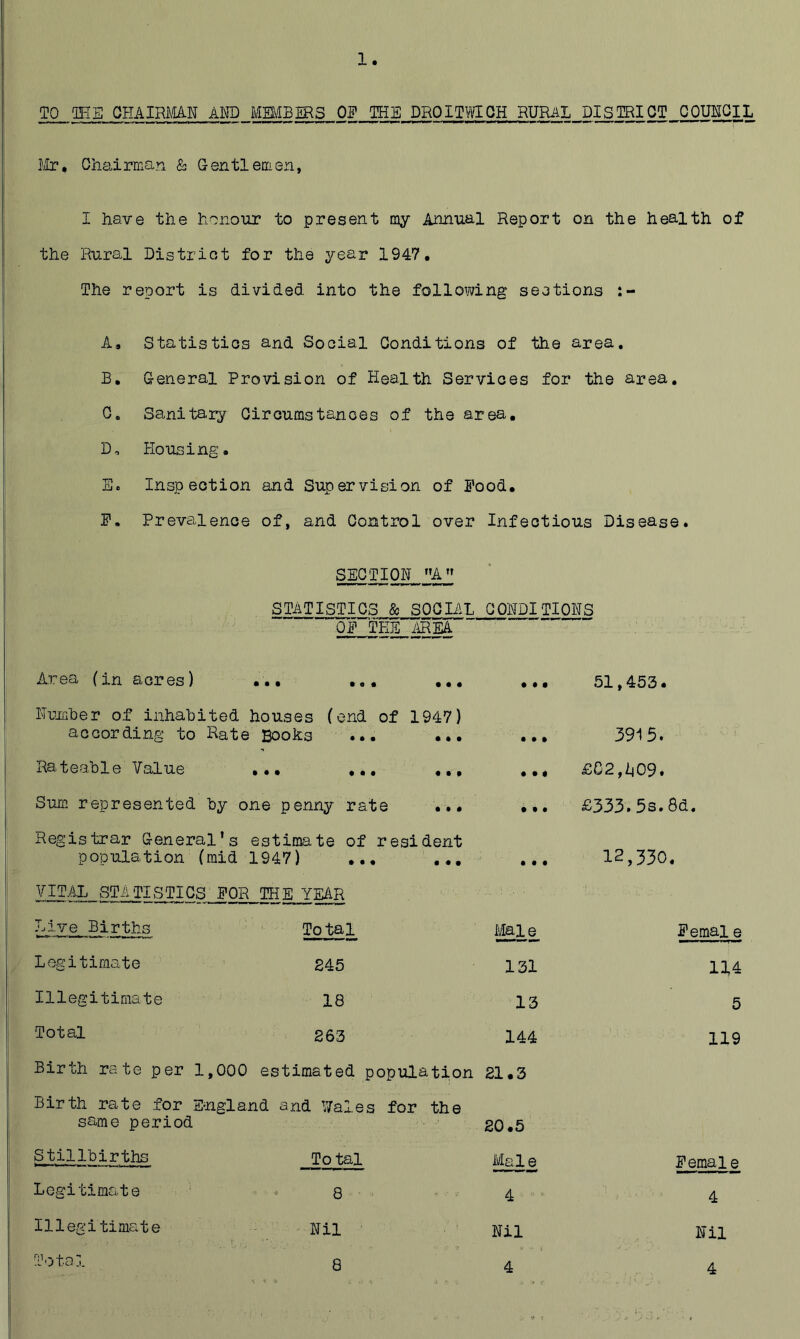 1.
TO THE CHAIRMAN AND MEMBERS OF THE DROITWICH RURAL DISTRICT COUNCIL
Mr. Chairman & Gentlemen,
I have the honour to present my Annual Report on the health of
the Rural District for the year 1947.
The report is divided into the following sections :-
A. Statistics and Social Conditions of the area.
B. General Provision of Health Services for the area.
C. Sanitary Circumstances of the area.
D. Housing.
E. Inspection and Supervision of Food.
F. Prevalence of, and Control over Infectious Disease.
SECTION "A"
STATISTICS & SOCIAL CONDITIONS
OF THE AREA
Area (in acres) ... ... ... ... 51,453.
Number of inhabited houses (end of 1947)
according to Rate Books ... ... ... 3915.
Rateable Value ... ... ... ... £82,409.
Sum represented by one penny rate ... ... £333.5s.8d.
Registrar General's estimate of resident
population (mid 1947) ... ... ... 12,330.
VITAL STATISTICS FOR THE YEAR
Live Births Total Male Female
Legitimate 245 131 114
Illegitimate 18 13 5
Total 263 144 119
Birth rate per 1,000 estimated population 21.3
Birth rate for England and Wales for the
same period 20.5
Stillbirths Total Male Female
Legitimate 8 4 4
Illegitimate Nil Nil Nil
Total 8 4 4